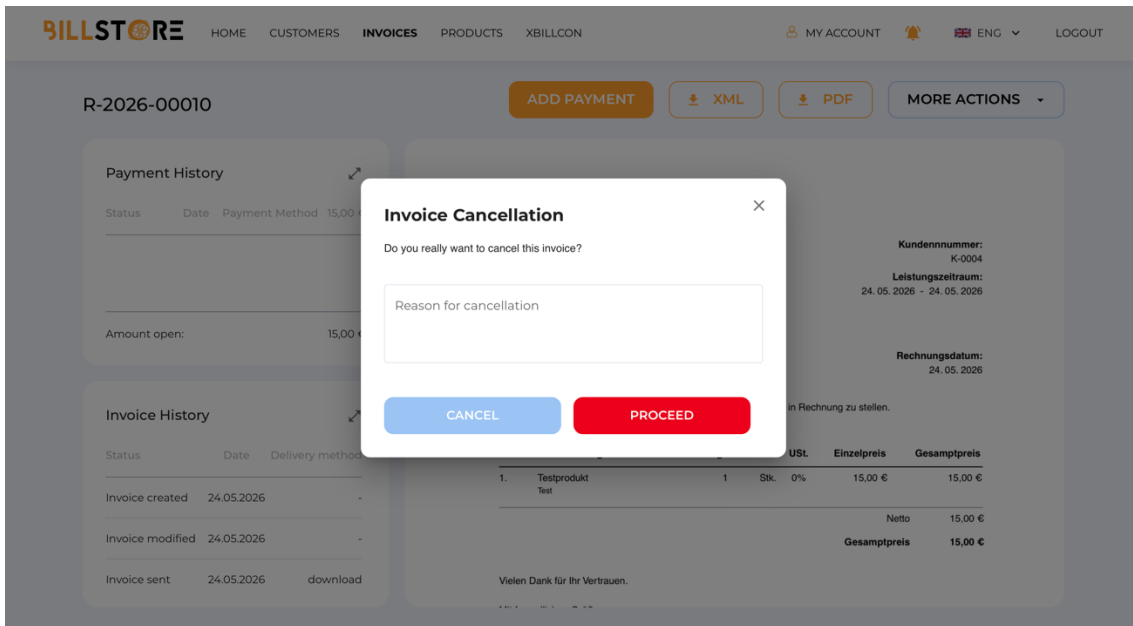 BILLSTORE HOME CUSTOMERS INVOICES PRODUCTS XBILLCON MY ACCOUNT ENG LOGOUT
R-2026-00010 ADD PAYMENT XML PDF MORE ACTIONS
Payment History
Status Date Payment Method 15,00 €
Amount open: 15,00 €
Invoice History
Status Date Delivery method
Invoice created 24.05.2026 -
Invoice modified 24.05.2026 -
Invoice sent 24.05.2026 download
Invoice Cancellation
Do you really want to cancel this invoice?
Reason for cancellation
CANCEL PROCEED
Kundennnummer:
K-0004
Leistungszeitraum:
24. 05. 2026 - 24. 05. 2026
Rechnungsdatum:
24. 05. 2026
in Rechnung zu stellen.
USt. Einzelpreis Gesamtpreis
1. Testprodukt 1 Stk. 0% 15,00 € 15,00 €
Test
Netto 15,00 €
Gesamtpreis 15,00 €
Vielen Dank für Ihr Vertrauen.